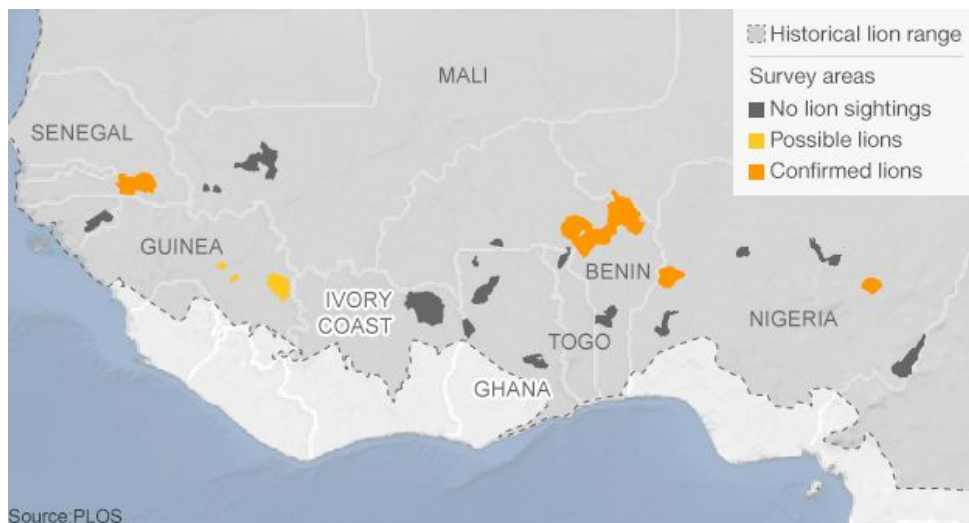 Historical lion range
Survey areas
No lion sightings
Possible lions
Confirmed lions
MALI
SENEGAL
GUINEA
IVORY
COAST
BENIN
TOGO
NIGERIA
GHANA
Source:PLOS